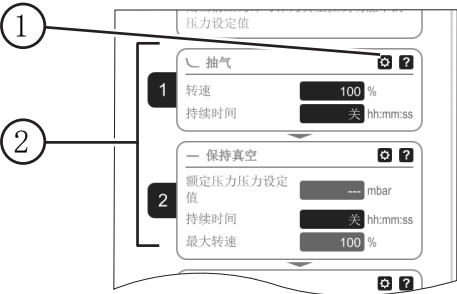 压力设定值
1
抽气
?
1
转速
100 %
持续时间
关 hh:mm:ss
2
保持真空
?
额定压力压力设定
值
--- mbar
2
持续时间
关 hh:mm:ss
最大转速
100 %
?